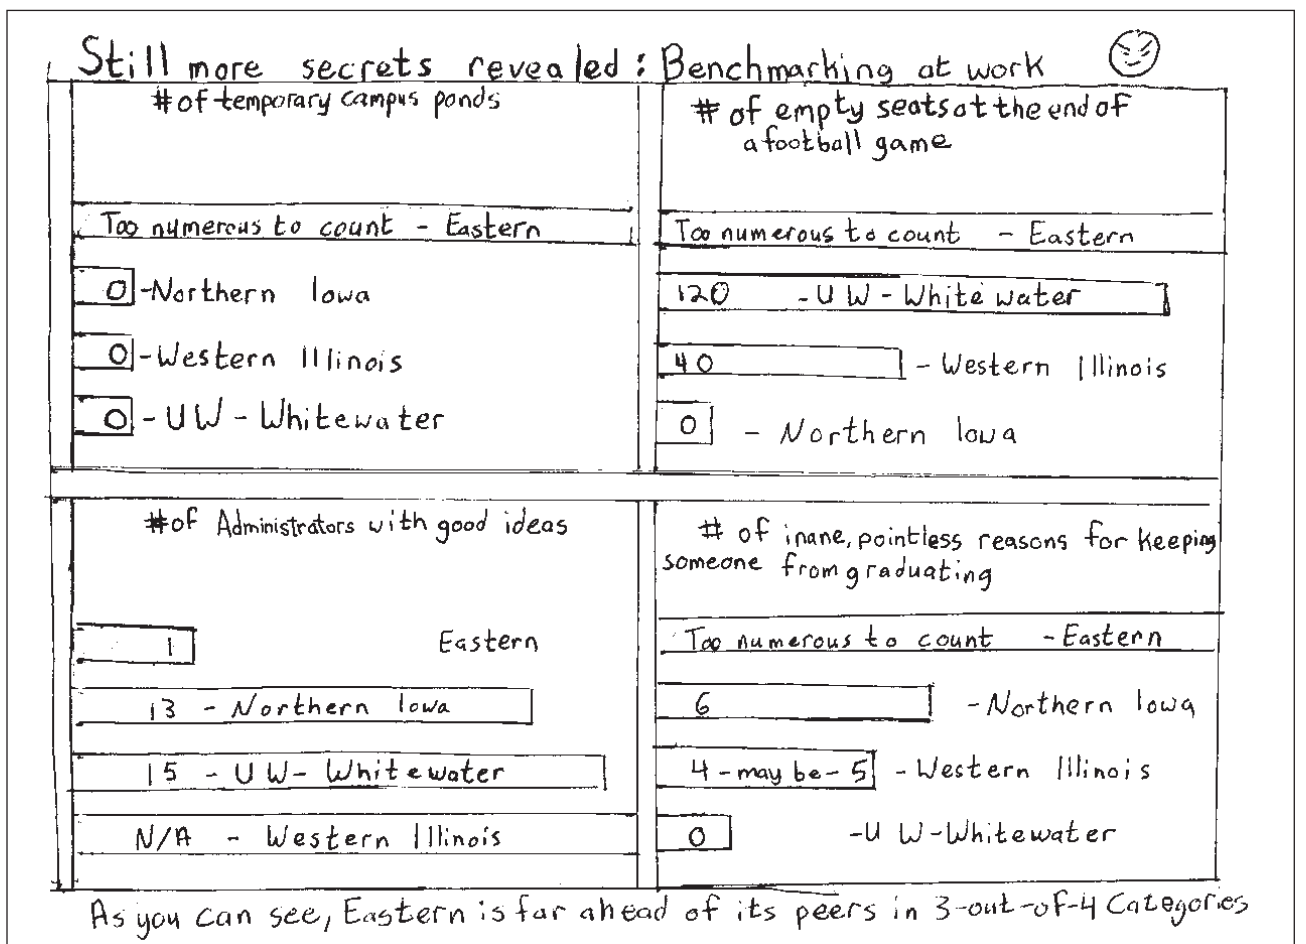 Still more secrets revealed: Benchmarking at work
# of temporary campus ponds
Too numerous to count - Eastern
0 - Northern Iowa
0 - Western Illinois
0 - UW - Whitewater
# of empty seats at the end of
a football game
Too numerous to count - Eastern
120 - UW - Whitewater
40 - Western Illinois
0 - Northern Iowa
# of Administrators with good ideas
1 Eastern
13 - Northern Iowa
15 - UW - Whitewater
N/A - Western Illinois
# of inane, pointless reasons for keeping
someone from graduating
Too numerous to count - Eastern
6 - Northern Iowa
4 - maybe - 5 - Western Illinois
0 - UW - Whitewater
As you can see, Eastern is far ahead of its peers in 3-out-of-4 Categories